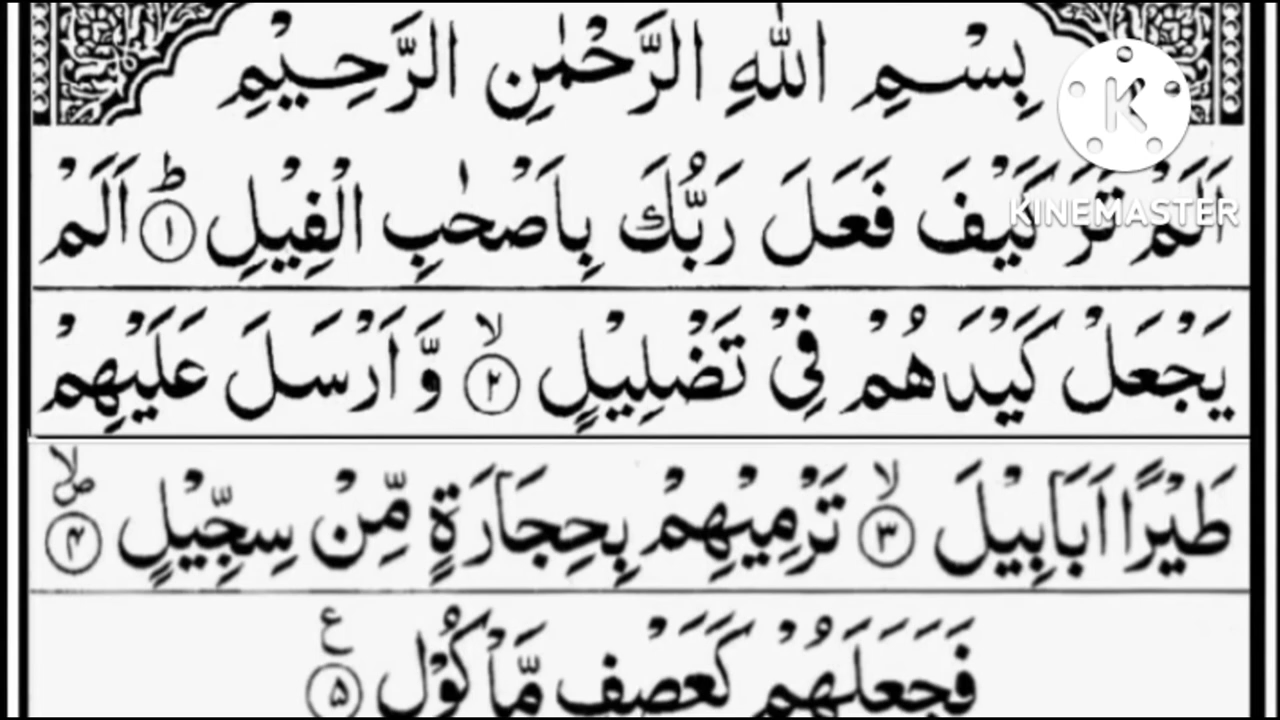 بِسْمِ اللّٰهِ الرَّحْمٰنِ الرَّحِيْمِ
اَلَمْ تَرَ كَيْفَ فَعَلَ رَبُّكَ بِاَصْحٰبِ الْفِيْلِ ؕ ۱ اَلَمْ
يَجْعَلْ كَيْدَهُمْ فِيْ تَضْلِيْلٍ ۙ ۲ وَّ اَرْسَلَ عَلَيْهِمْ
طَيْرًا اَبَابِيْلَ ۙ ۳ تَرْمِيْهِمْ بِحِجَارَةٍ مِّنْ سِجِّيْلٍ ۪ۙ ۴
فَجَعَلَهُمْ كَعَصْفٍ مَّاْكُوْلٍ ع ۵
K
KINEMASTER